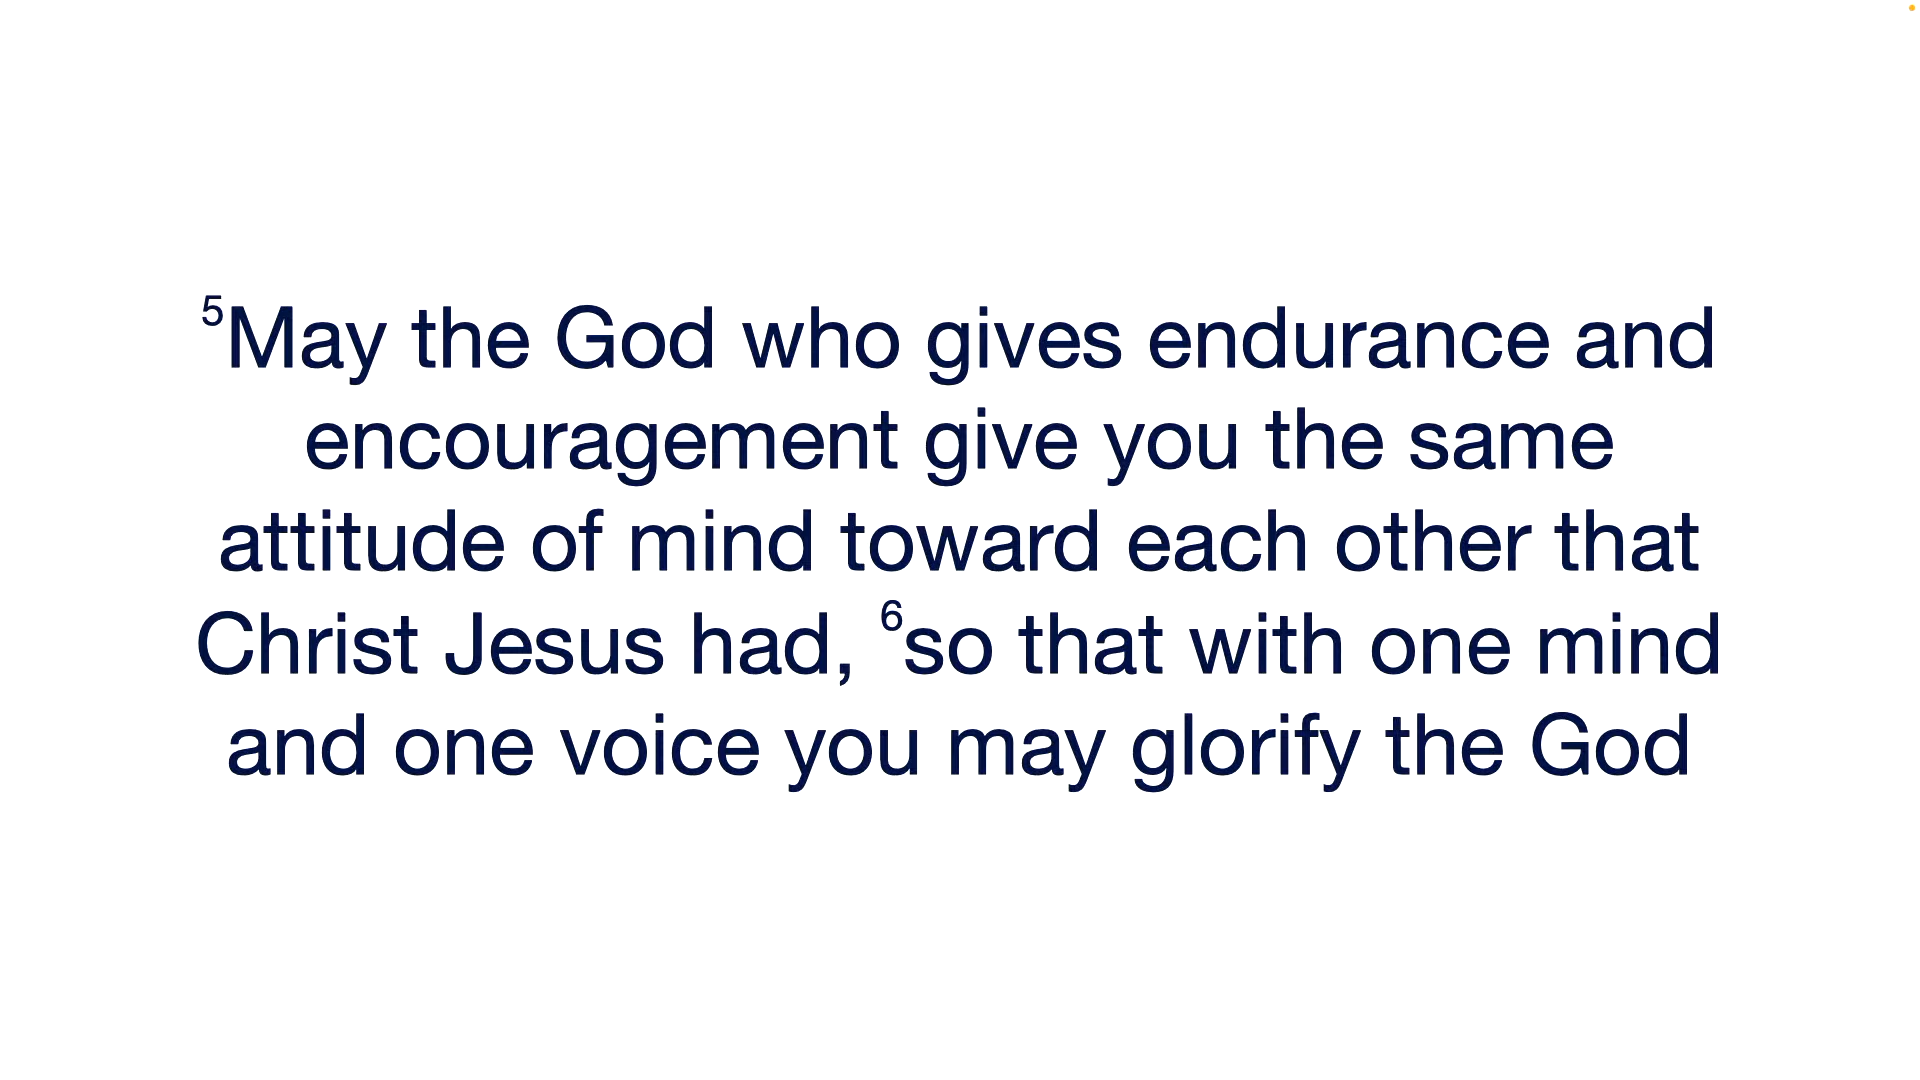 ⁵May the God who gives endurance and
encouragement give you the same
attitude of mind toward each other that
Christ Jesus had, ⁶so that with one mind
and one voice you may glorify the God